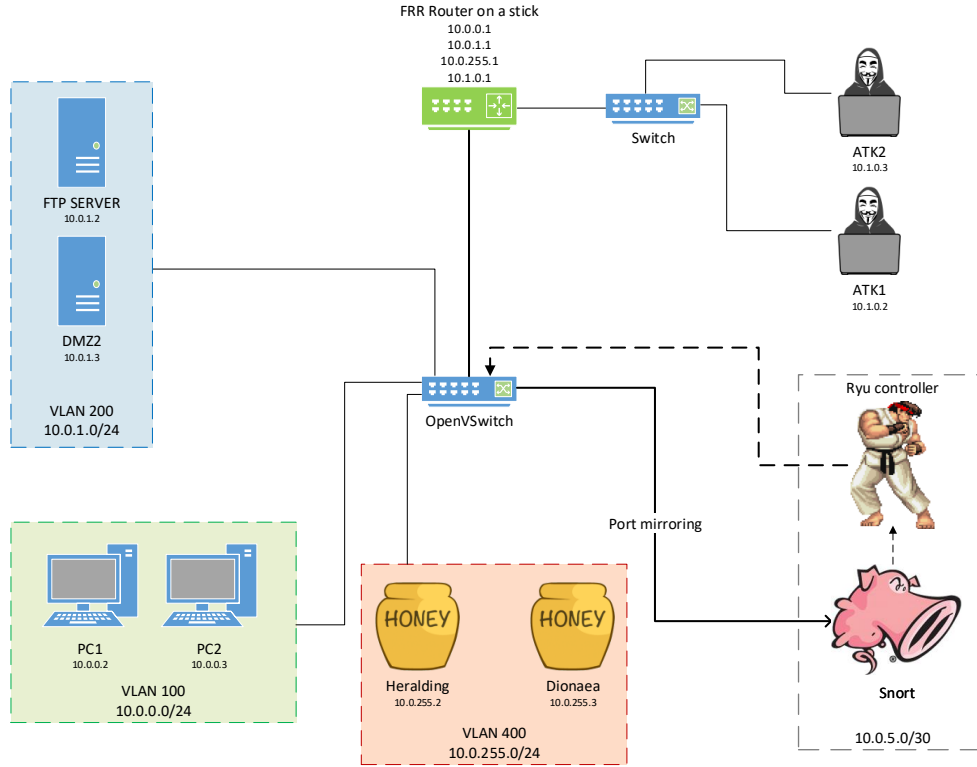 FRR Router on a stick
10.0.0.1
10.0.1.1
10.0.255.1
10.1.0.1
Switch
ATK2
10.1.0.3
ATK1
10.1.0.2
FTP SERVER
10.0.1.2
DMZ2
10.0.1.3
VLAN 200
10.0.1.0/24
OpenVSwitch
Ryu controller
Port mirroring
Snort
10.0.5.0/30
PC1
10.0.0.2
PC2
10.0.0.3
VLAN 100
10.0.0.0/24
HONEY
HONEY
Heralding
10.0.255.2
Dionaea
10.0.255.3
VLAN 400
10.0.255.0/24